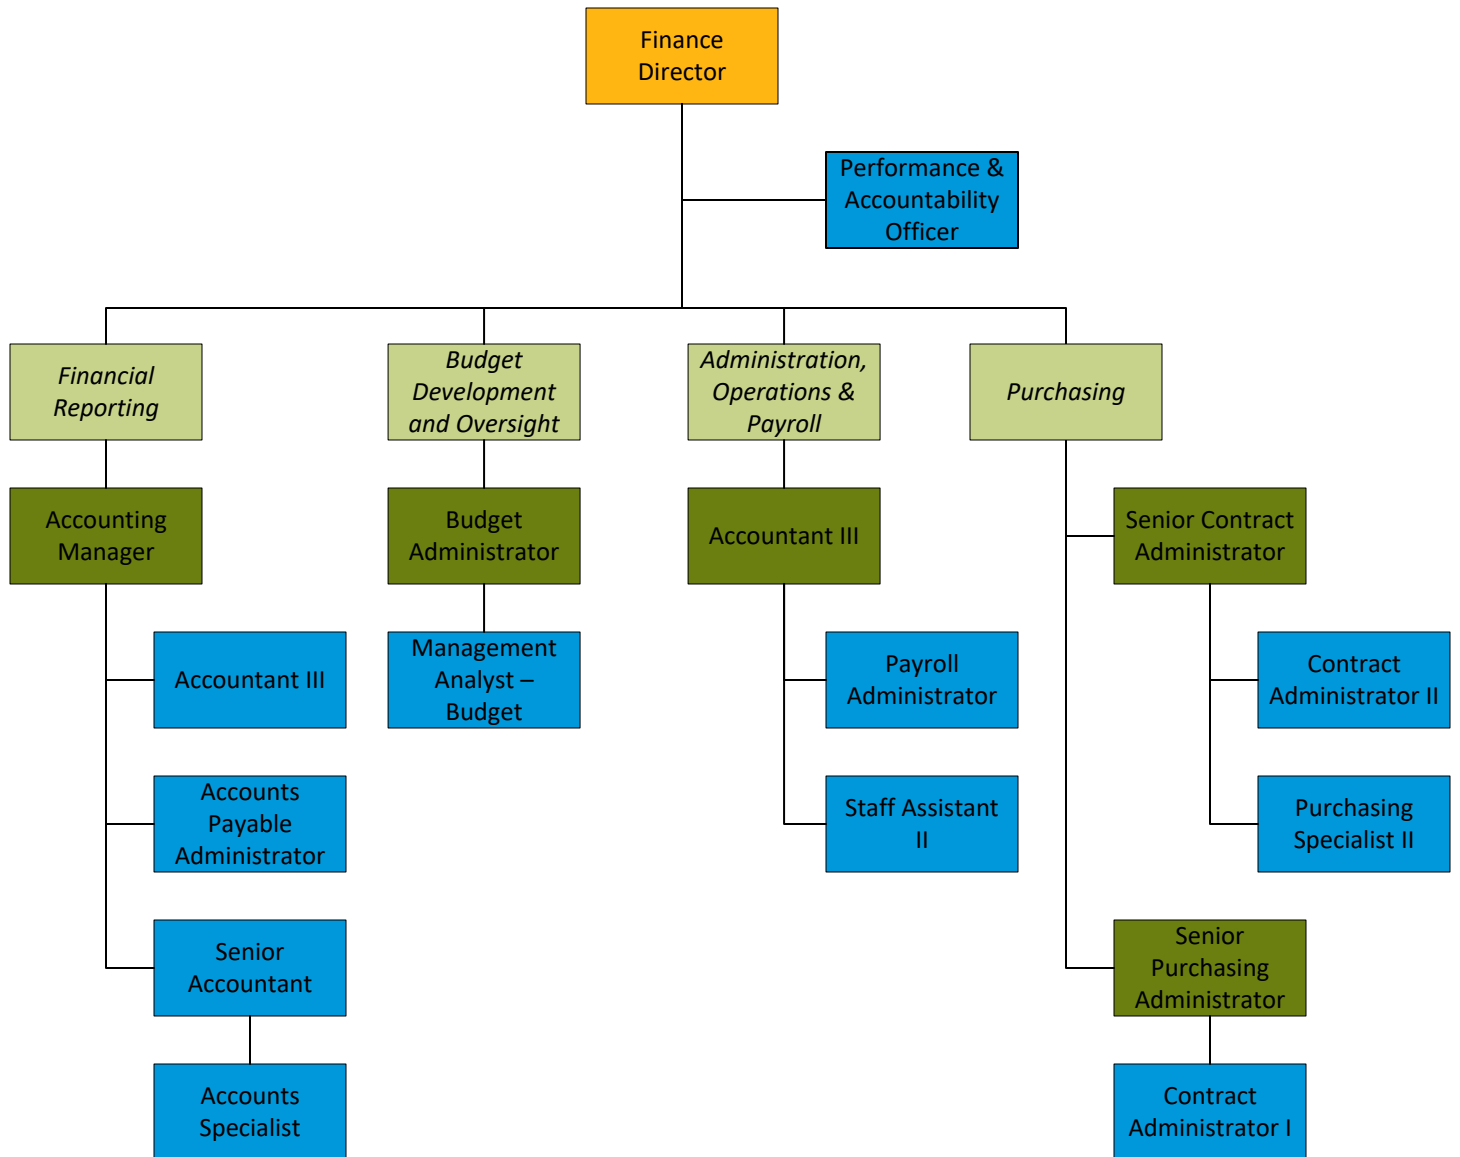 Finance
Director
Performance &
Accountability
Officer
Financial
Reporting
Budget
Development
and Oversight
Administration,
Operations &
Payroll
Purchasing
Accounting
Manager
Budget
Administrator
Accountant III
Senior Contract
Administrator
Accountant III
Management
Analyst –
Budget
Payroll
Administrator
Contract
Administrator II
Accounts
Payable
Administrator
Staff Assistant
II
Purchasing
Specialist II
Senior
Accountant
Senior
Purchasing
Administrator
Accounts
Specialist
Contract
Administrator I